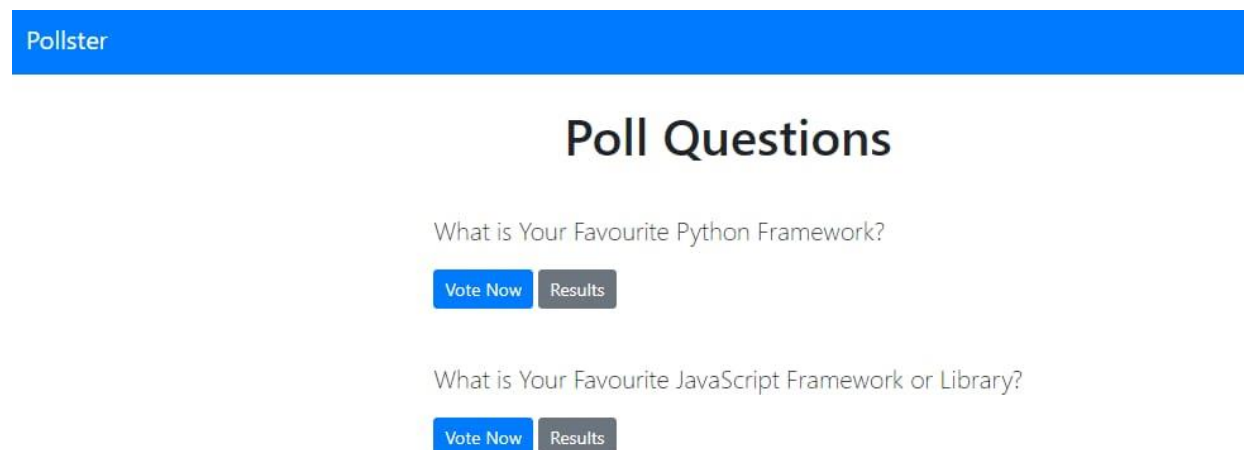 Pollster
Poll Questions
What is Your Favourite Python Framework?
Vote Now Results
What is Your Favourite JavaScript Framework or Library?
Vote Now Results